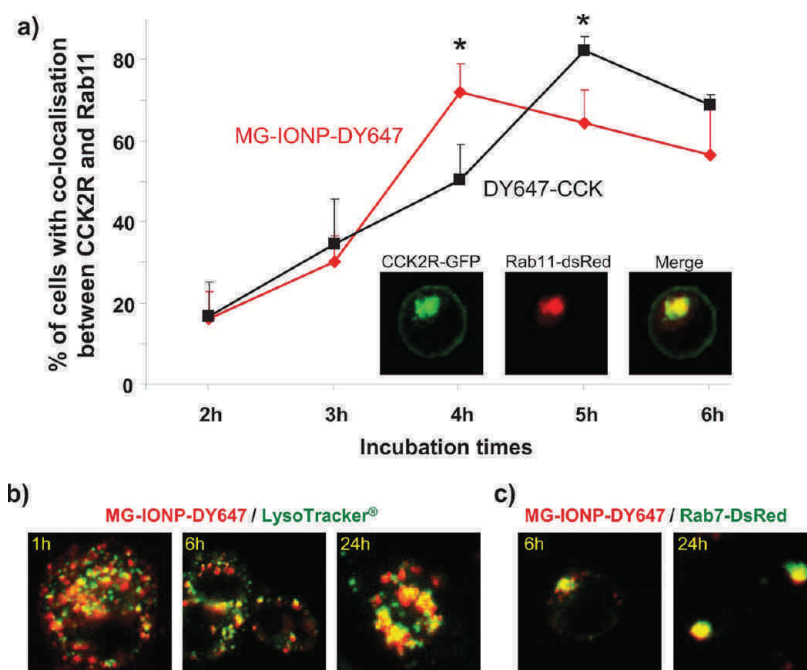 a)
% of cells with co-localisation
between CCK2R and Rab11
80
60
40
20
0
*
*
MG-IONP-DY647
DY647-CCK
CCK2R-GFP
Rab11-dsRed
Merge
2h
3h
4h
5h
6h
Incubation times
b)
MG-IONP-DY647 / LysoTracker®
1h
6h
24h
c)
MG-IONP-DY647 / Rab7-DsRed
6h
24h